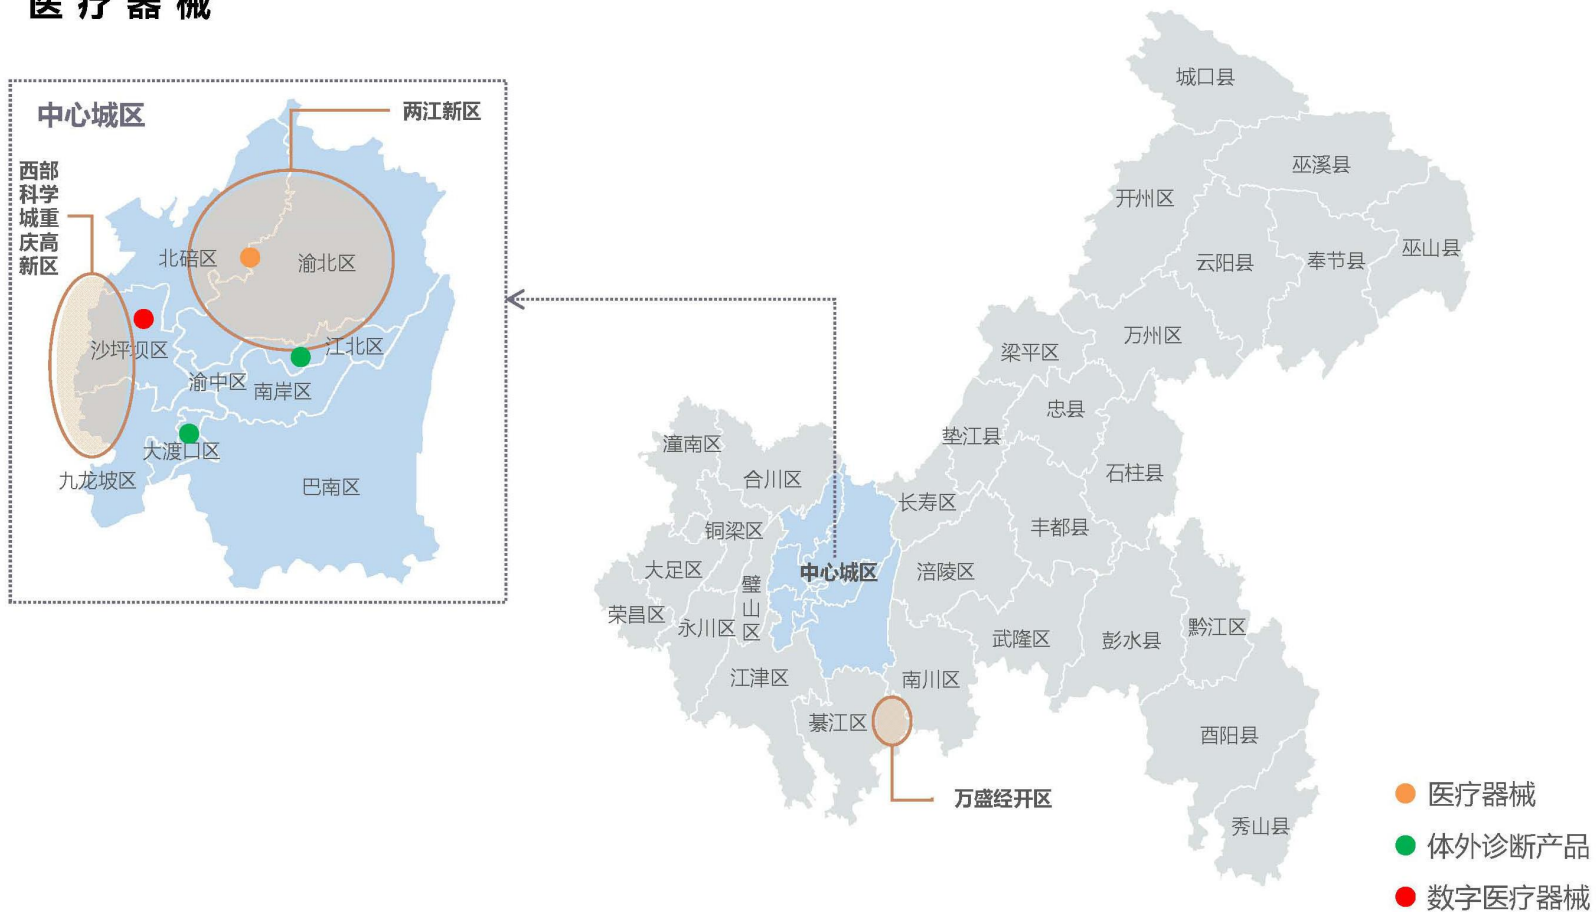 医疗器械
中心城区
两江新区
西部
科学
城重
庆高
新区
北碚区
渝北区
沙坪坝区
江北区
渝中区
南岸区
大渡口区
九龙坡区
巴南区
城口县
巫溪县
开州区
云阳县
奉节县
巫山县
万州区
梁平区
忠县
垫江县
石柱县
潼南区
合川区
长寿区
丰都县
铜梁区
大足区
璧
山
区
中心城区
涪陵区
荣昌区
永川区
武隆区
彭水县
黔江区
江津区
南川区
綦江区
酉阳县
万盛经开区
秀山县
医疗器械
体外诊断产品
数字医疗器械